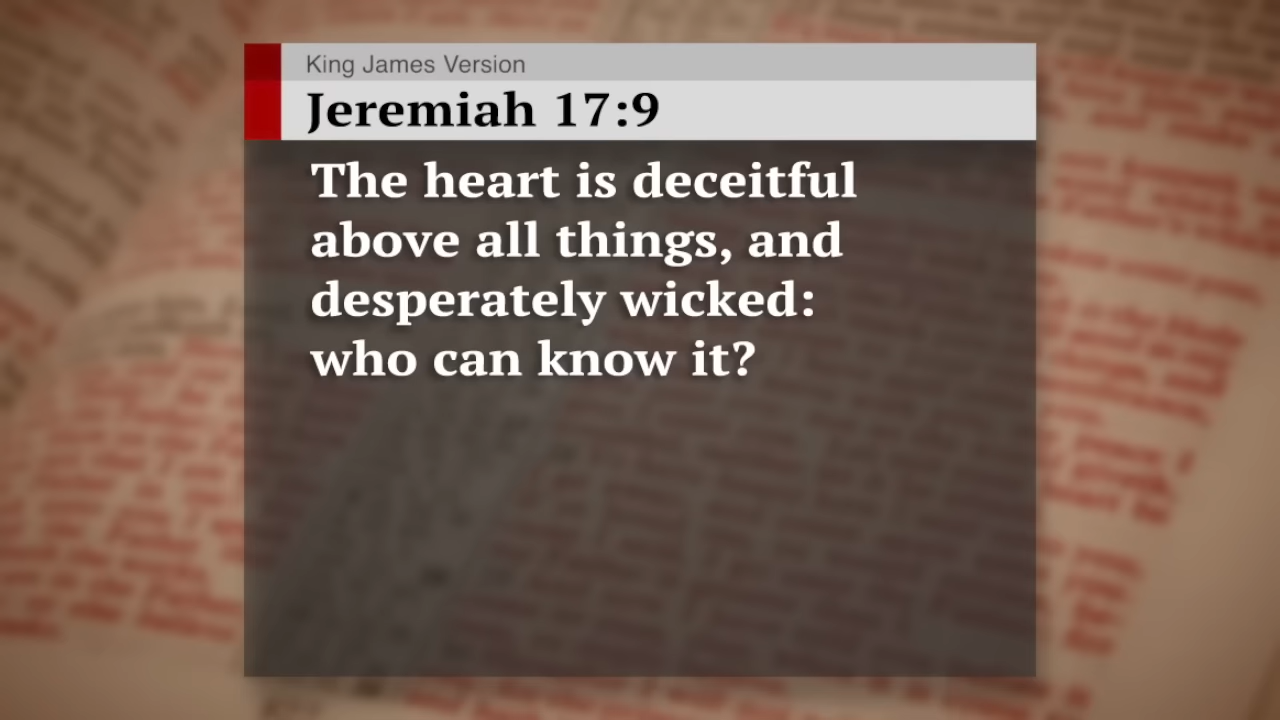 King James Version
Jeremiah 17:9
The heart is deceitful
above all things, and
desperately wicked:
who can know it?